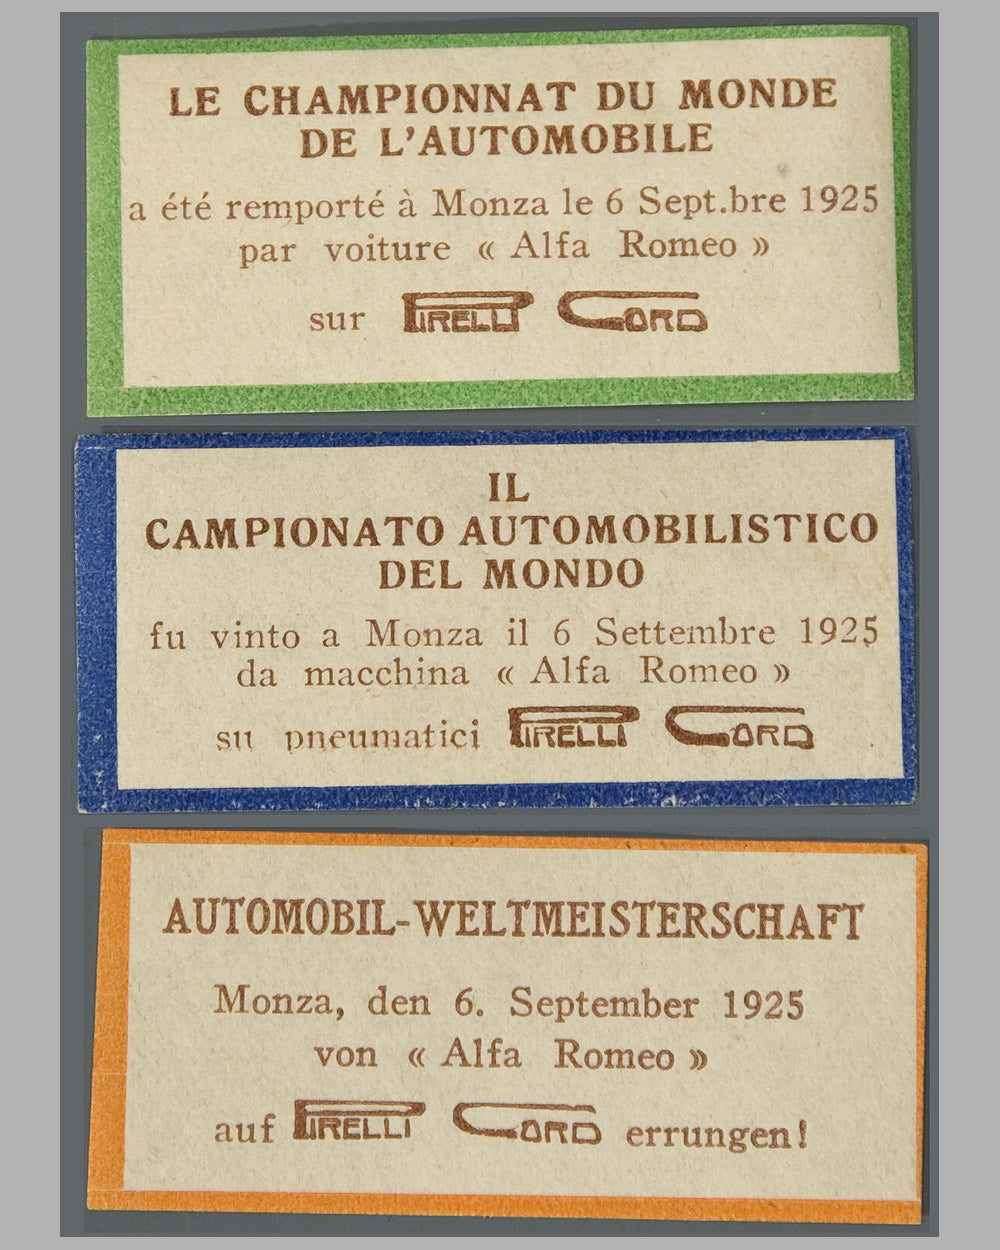 LE CHAMPIONNAT DU MONDE
DE L'AUTOMOBILE
a été remporté à Monza le 6 Sept.bre 1925
par voiture « Alfa Romeo »
sur PIRELLI CORD
IL
CAMPIONATO AUTOMOBILISTICO
DEL MONDO
fu vinto a Monza il 6 Settembre 1925
da macchina « Alfa Romeo »
su pneumatici PIRELLI CORD
AUTOMOBIL-WELTMEISTERSCHAFT
Monza, den 6. September 1925
von « Alfa Romeo »
auf PIRELLI CORD errungen!